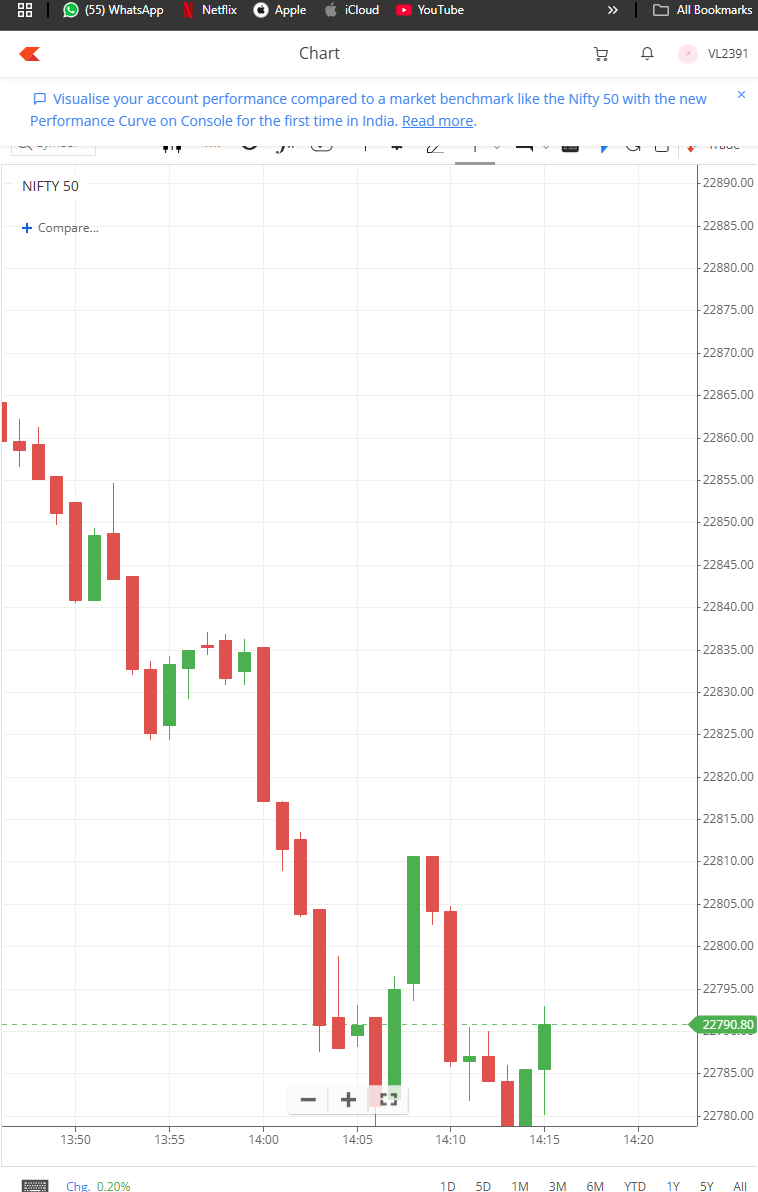 (55) WhatsApp Netflix Apple iCloud YouTube » All Bookmarks
Chart VL2391
Visualise your account performance compared to a market benchmark like the Nifty 50 with the new
Performance Curve on Console for the first time in India. Read more.
NIFTY 50
+ Compare...
22890.00
22885.00
22880.00
22875.00
22870.00
22865.00
22860.00
22855.00
22850.00
22845.00
22840.00
22835.00
22830.00
22825.00
22820.00
22815.00
22810.00
22805.00
22800.00
22795.00
22790.80
22785.00
22780.00
13:50 13:55 14:00 14:05 14:10 14:15 14:20
Chg. 0.20% 1D 5D 1M 3M 6M YTD 1Y 5Y All